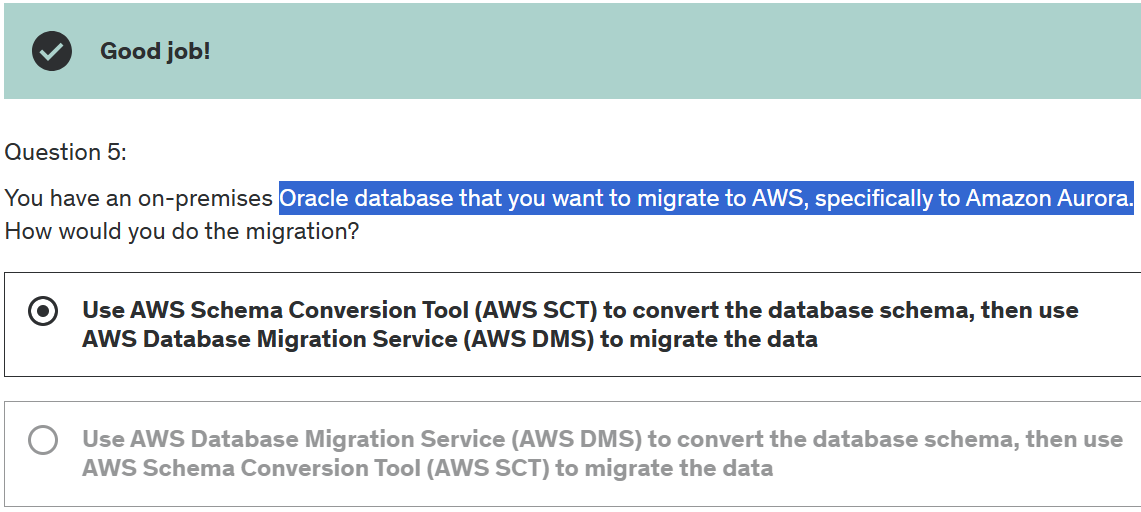 Good job!
Question 5:
You have an on-premises Oracle database that you want to migrate to AWS, specifically to Amazon Aurora.
How would you do the migration?
Use AWS Schema Conversion Tool (AWS SCT) to convert the database schema, then use
AWS Database Migration Service (AWS DMS) to migrate the data
Use AWS Database Migration Service (AWS DMS) to convert the database schema, then use
AWS Schema Conversion Tool (AWS SCT) to migrate the data